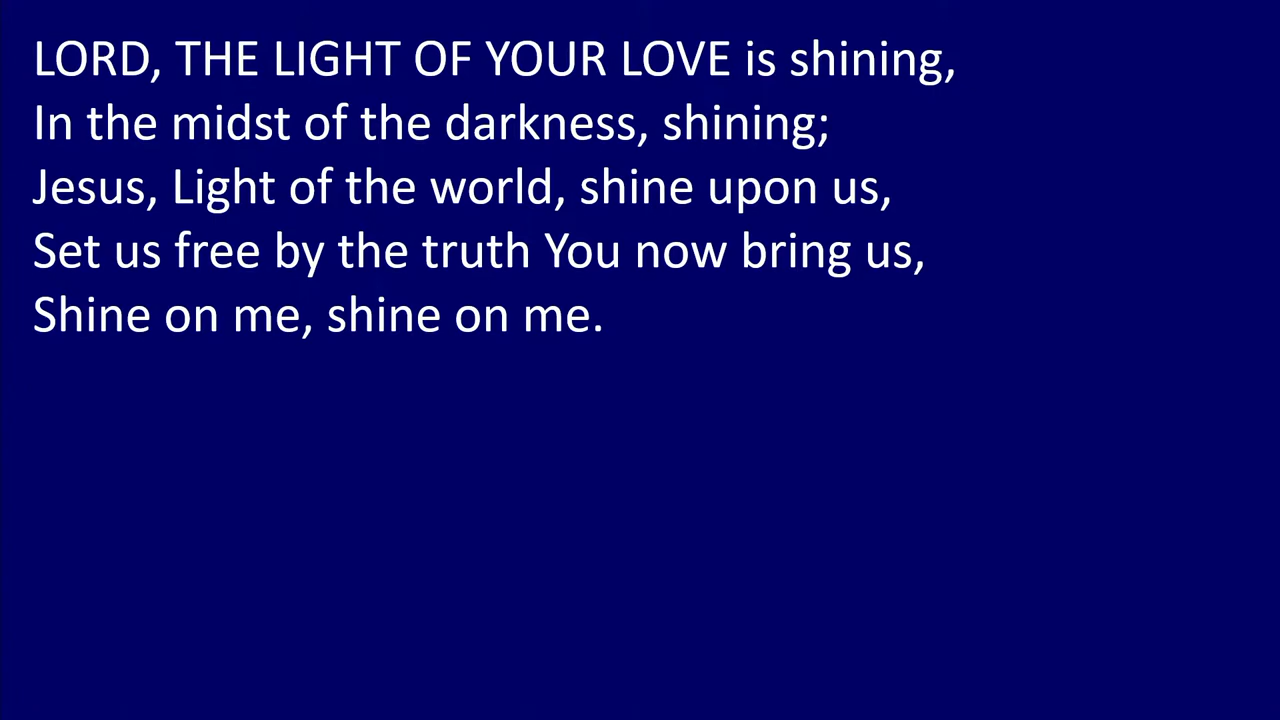 LORD, THE LIGHT OF YOUR LOVE is shining,
In the midst of the darkness, shining;
Jesus, Light of the world, shine upon us,
Set us free by the truth You now bring us,
Shine on me, shine on me.